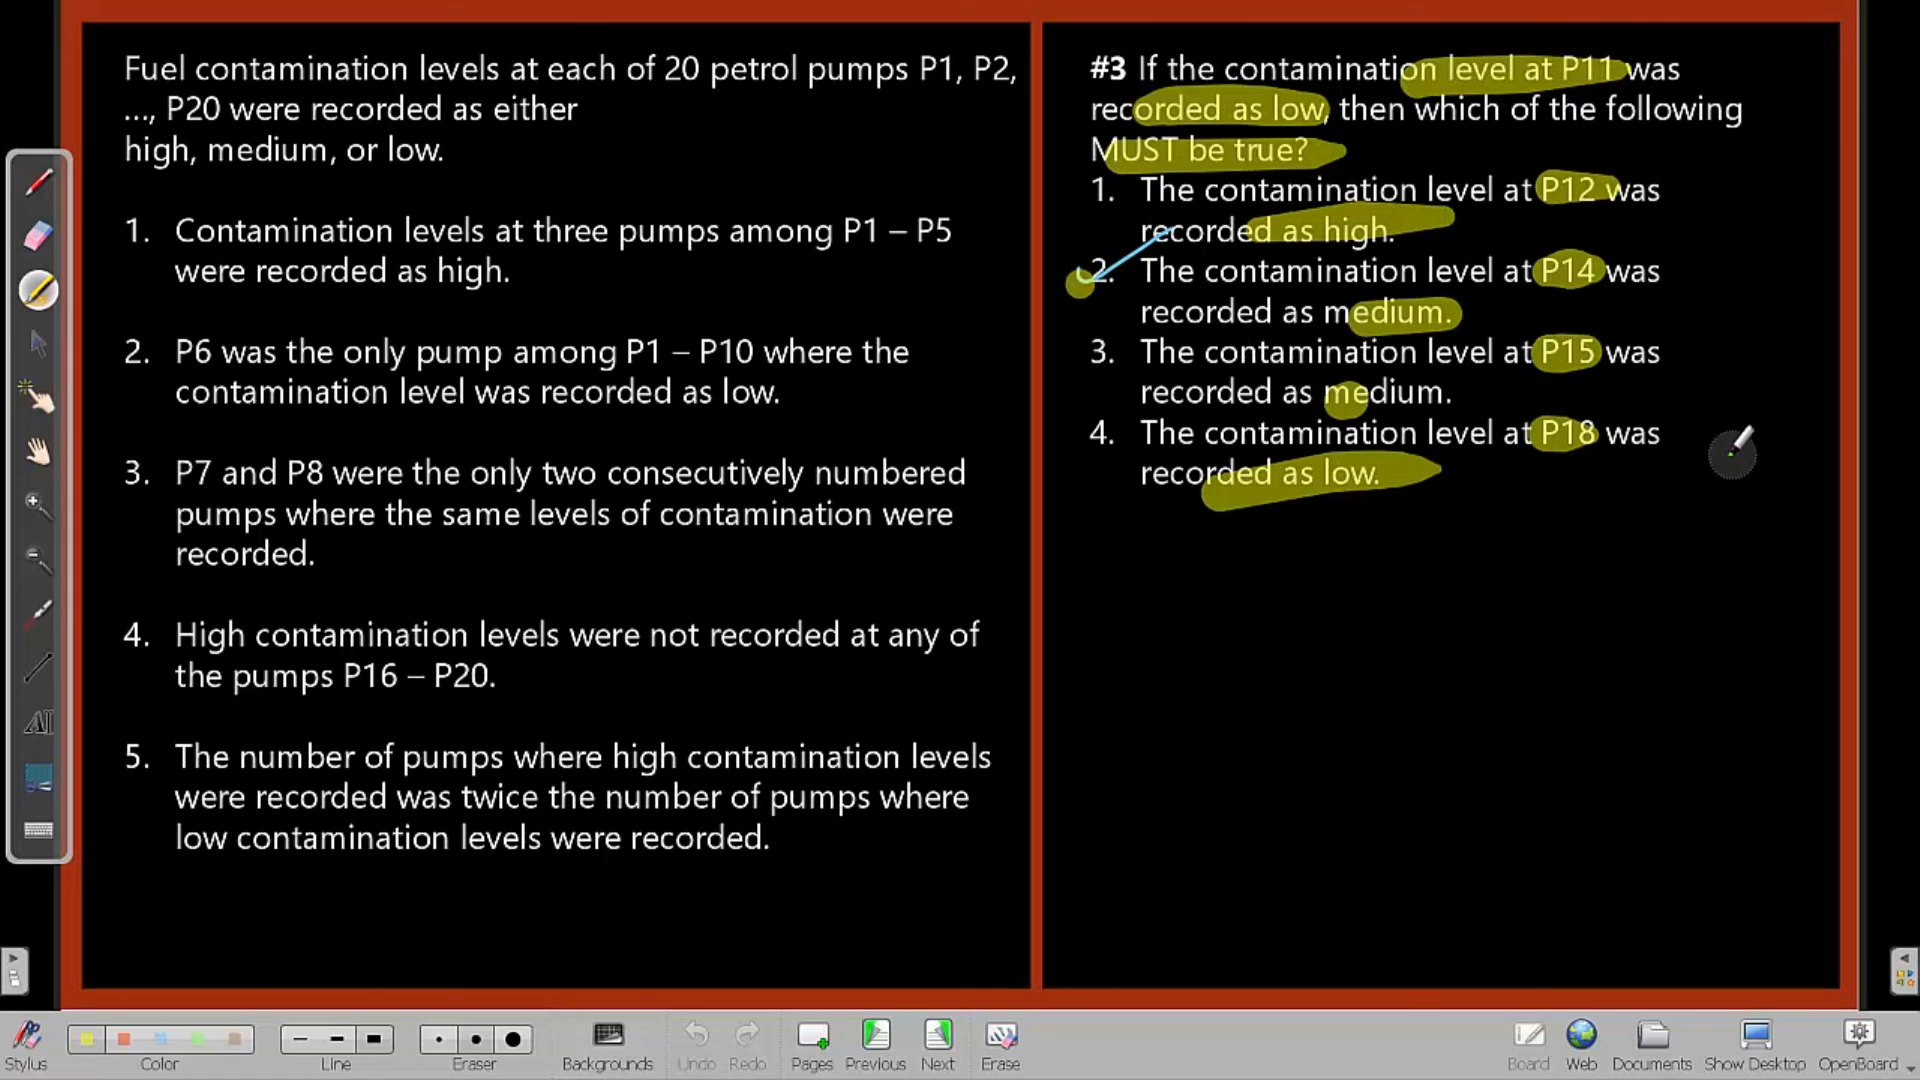 Fuel contamination levels at each of 20 petrol pumps P1, P2,
..., P20 were recorded as either
high, medium, or low.
1. Contamination levels at three pumps among P1 – P5
were recorded as high.
2. P6 was the only pump among P1 – P10 where the
contamination level was recorded as low.
3. P7 and P8 were the only two consecutively numbered
pumps where the same levels of contamination were
recorded.
4. High contamination levels were not recorded at any of
the pumps P16 – P20.
5. The number of pumps where high contamination levels
were recorded was twice the number of pumps where
low contamination levels were recorded.
#3 If the contamination level at P11 was
recorded as low, then which of the following
MUST be true?
1. The contamination level at P12 was
recorded as high.
2. The contamination level at P14 was
recorded as medium.
3. The contamination level at P15 was
recorded as medium.
4. The contamination level at P18 was
recorded as low.
AI
Stylus Color Line Eraser Backgrounds Undo Redo Pages Previous Next Erase Board Web Documents Show Desktop OpenBoard